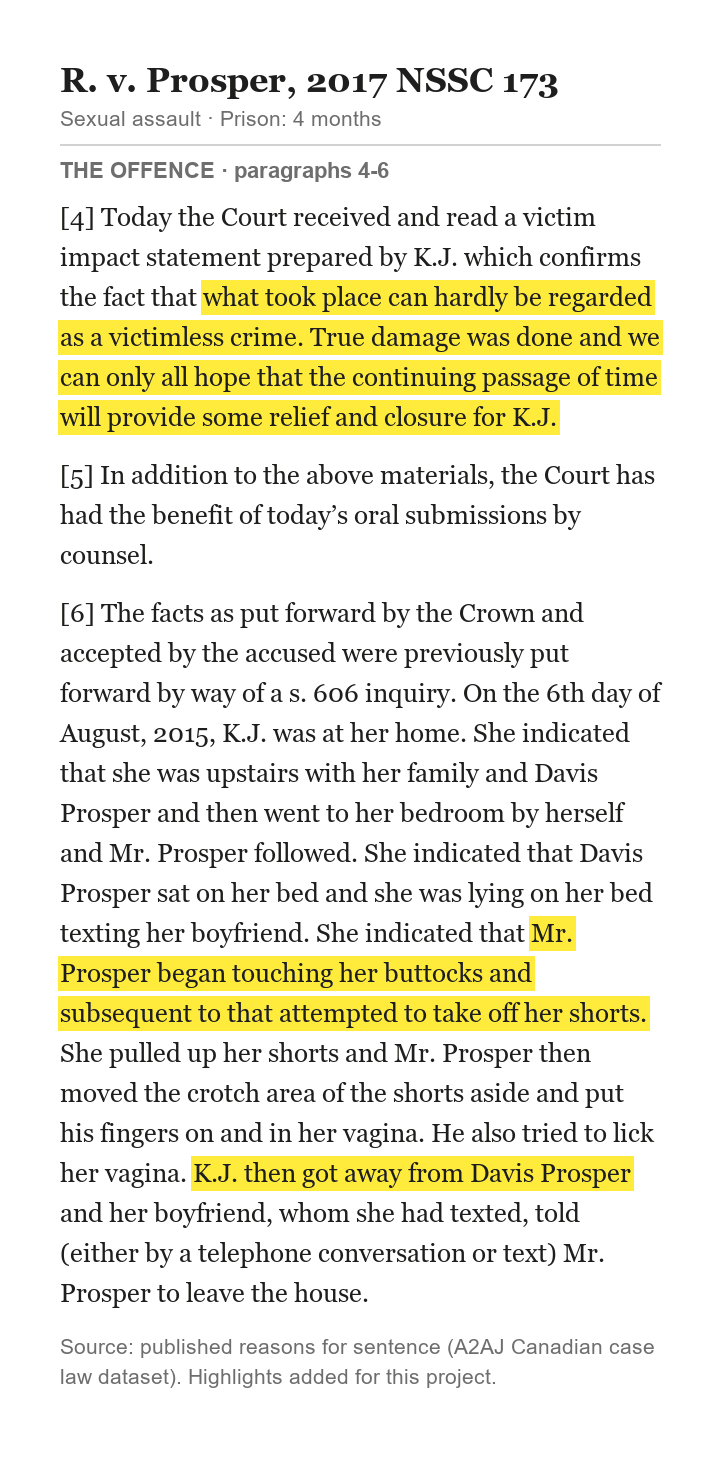 R. v. Prosper, 2017 NSSC 173
Sexual assault · Prison: 4 months
THE OFFENCE · paragraphs 4-6
[4] Today the Court received and read a victim
impact statement prepared by K.J. which confirms
the fact that what took place can hardly be regarded
as a victimless crime. True damage was done and we
can only all hope that the continuing passage of time
will provide some relief and closure for K.J.
[5] In addition to the above materials, the Court has
had the benefit of today’s oral submissions by
counsel.
[6] The facts as put forward by the Crown and
accepted by the accused were previously put
forward by way of a s. 606 inquiry. On the 6th day of
August, 2015, K.J. was at her home. She indicated
that she was upstairs with her family and Davis
Prosper and then went to her bedroom by herself
and Mr. Prosper followed. She indicated that Davis
Prosper sat on her bed and she was lying on her bed
texting her boyfriend. She indicated that Mr.
Prosper began touching her buttocks and
subsequent to that attempted to take off her shorts.
She pulled up her shorts and Mr. Prosper then
moved the crotch area of the shorts aside and put
his fingers on and in her vagina. He also tried to lick
her vagina. K.J. then got away from Davis Prosper
and her boyfriend, whom she had texted, told
(either by a telephone conversation or text) Mr.
Prosper to leave the house.
Source: published reasons for sentence (A2AJ Canadian case
law dataset). Highlights added for this project.